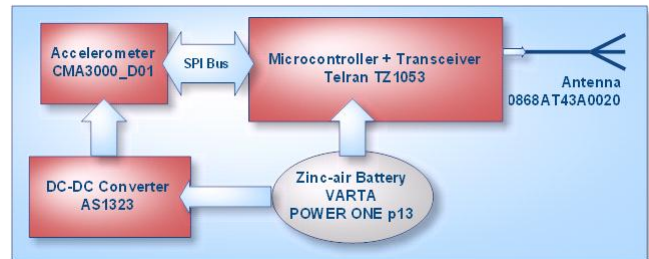 Accelerometer
CMA3000_D01
SPI Bus
Microcontroller + Transceiver
Telran TZ1053
Antenna
0868AT43A0020
DC-DC Converter
AS1323
Zinc-air Battery
VARTA
POWER ONE p13